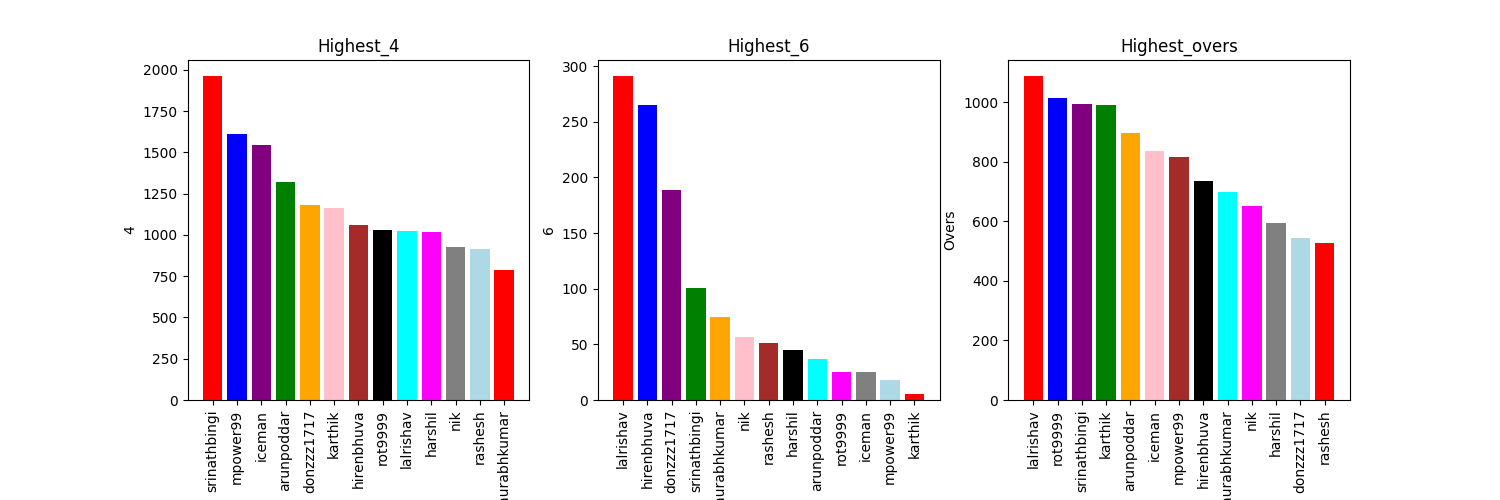 Highest_4
4
2000
1750
1500
1250
1000
750
500
250
0
srinathbingi
mpower99
iceman
arunpoddar
donzzz1717
karthik
hirenbhuva
rot9999
lalrishav
harshil
nik
rashesh
urabhkumar
Highest_6
6
300
250
200
150
100
50
0
lalrishav
hirenbhuva
donzzz1717
srinathbingi
urabhkumar
nik
rashesh
harshil
arunpoddar
rot9999
iceman
mpower99
karthik
Highest_overs
Overs
1000
800
600
400
200
0
lalrishav
rot9999
srinathbingi
karthik
arunpoddar
iceman
mpower99
hirenbhuva
urabhkumar
nik
harshil
donzzz1717
rashesh